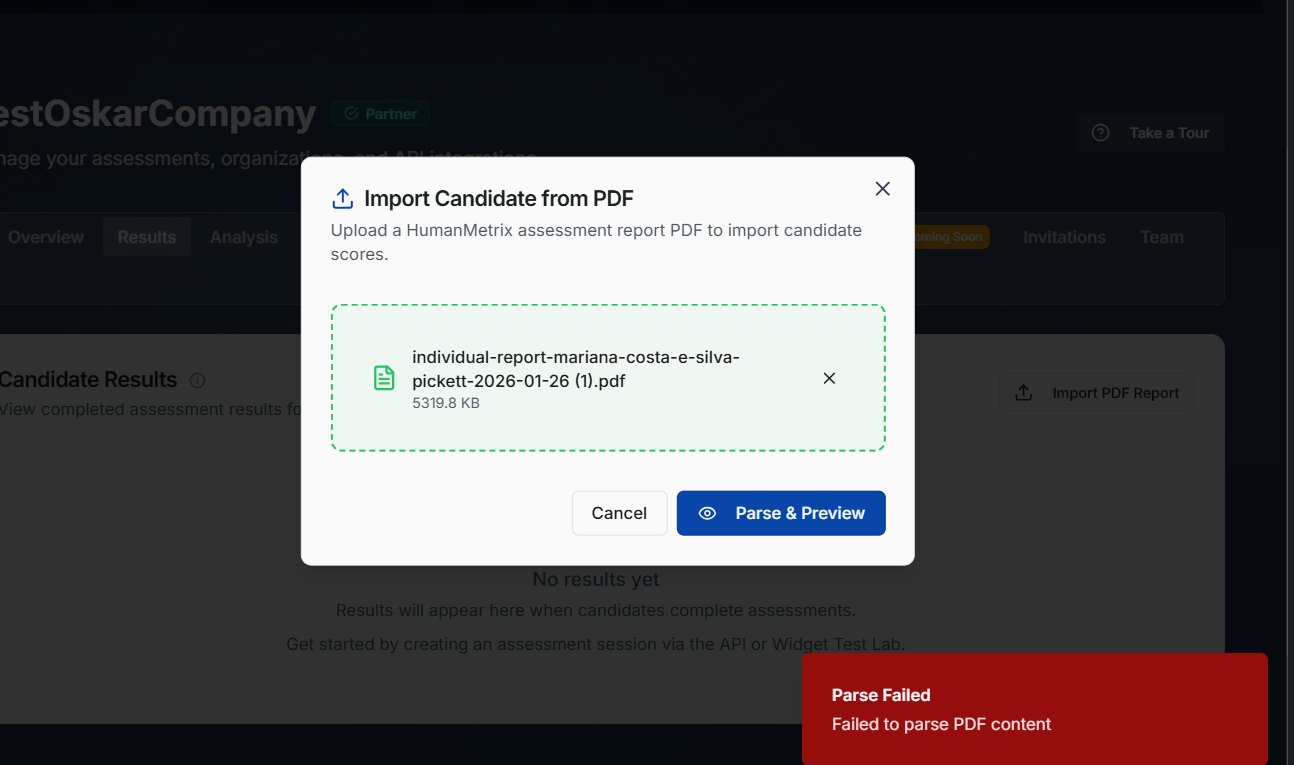 estOskarCompany
Partner
Take a Tour
nage your assessments, organizations, and API integrations.
Overview
Results
Analysis
oming Soon
Invitations
Team
Import Candidate from PDF
Upload a HumanMetrix assessment report PDF to import candidate
scores.
individual-report-mariana-costa-e-silva-
pickett-2026-01-26 (1).pdf
5319.8 KB
Cancel
Parse & Preview
Candidate Results
View completed assessment results fo
Import PDF Report
No results yet
Results will appear here when candidates complete assessments.
Get started by creating an assessment session via the API or Widget Test Lab.
Parse Failed
Failed to parse PDF content